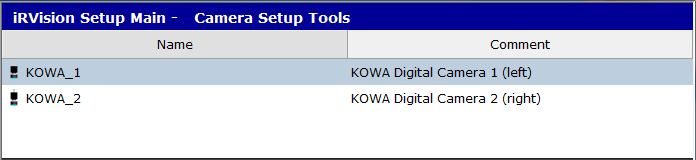 iRVision Setup Main -   Camera Setup Tools
Name Comment
KOWA_1 KOWA Digital Camera 1 (left)
KOWA_2 KOWA Digital Camera 2 (right)